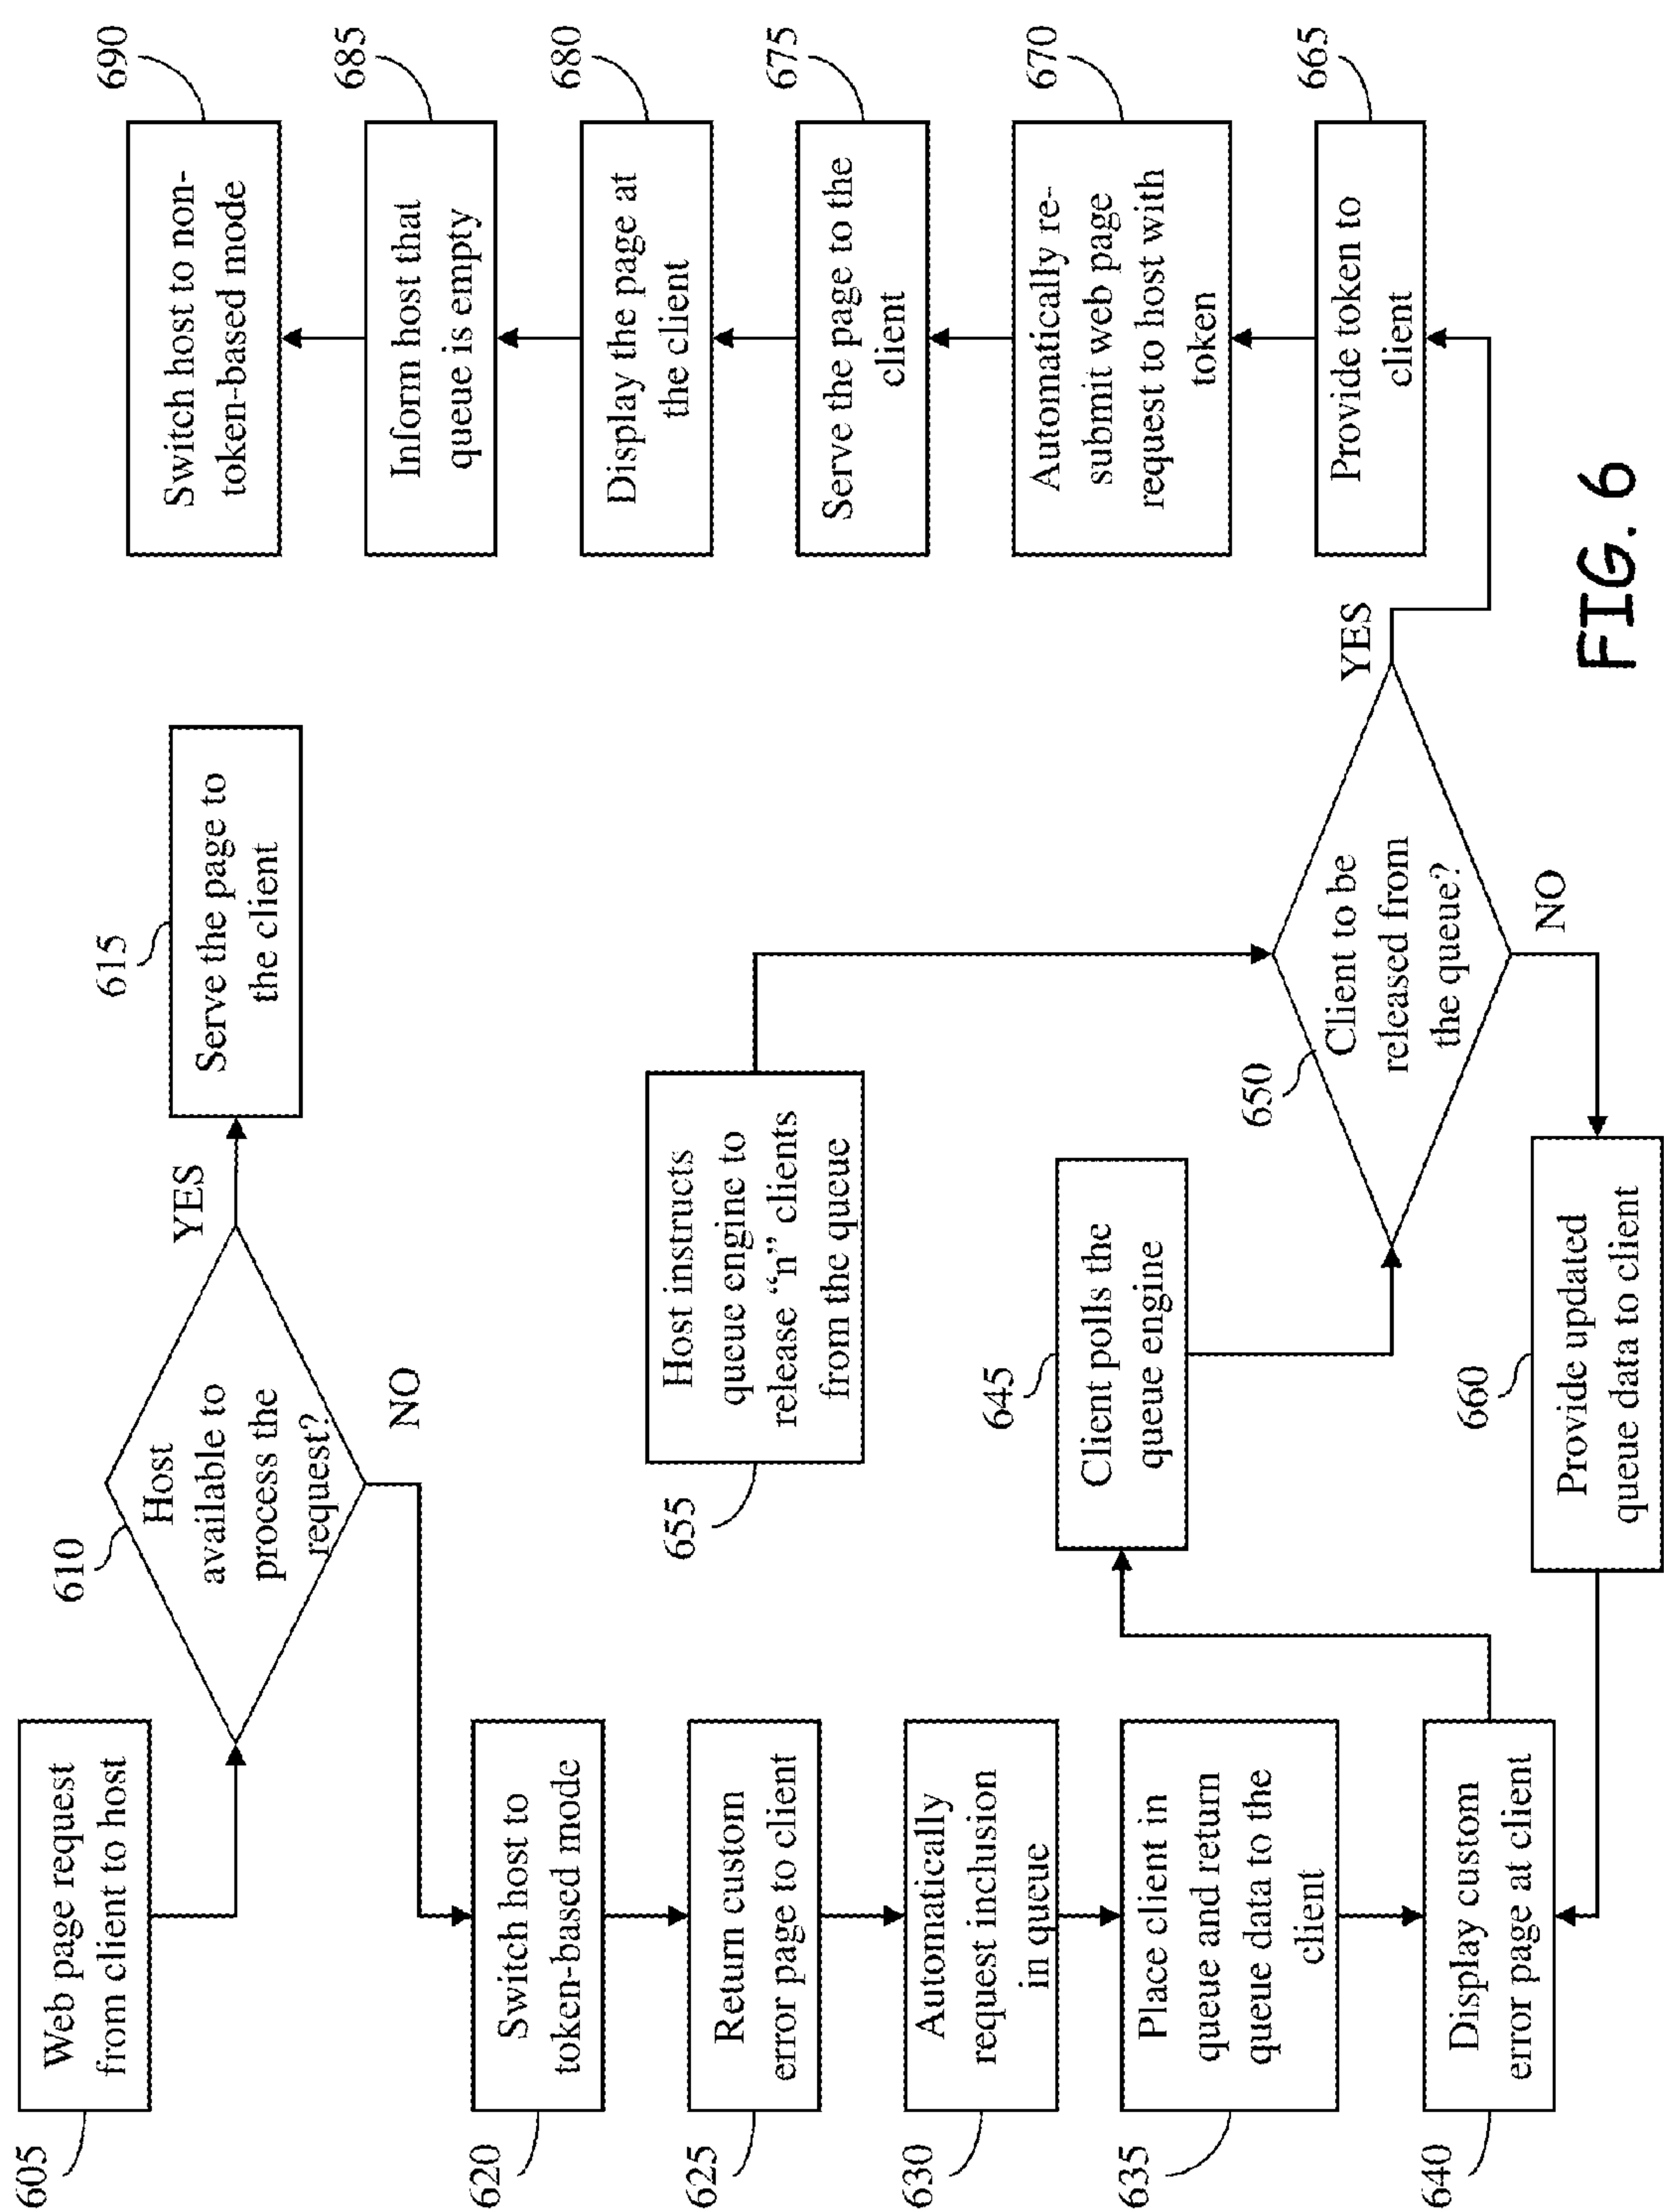 605
Web page request
from client to host
610
Host
available to
process the
request?
YES
615
Serve the page to
the client
NO
620
Switch host to
token-based mode
625
Return custom
error page to client
630
Automatically
request inclusion
in queue
635
Place client in
queue and return
queue data to the
client
640
Display custom
error page at client
645
Client polls the
queue engine
655
Host instructs
queue engine to
release “n” clients
from the queue
650
Client to be
released from
the queue?
NO
660
Provide updated
queue data to client
YES
665
Provide token to
client
670
Automatically re-
submit web page
request to host with
token
675
Serve the page to the
client
680
Display the page at
the client
685
Inform host that
queue is empty
690
Switch host to non-
token-based mode
FIG. 6